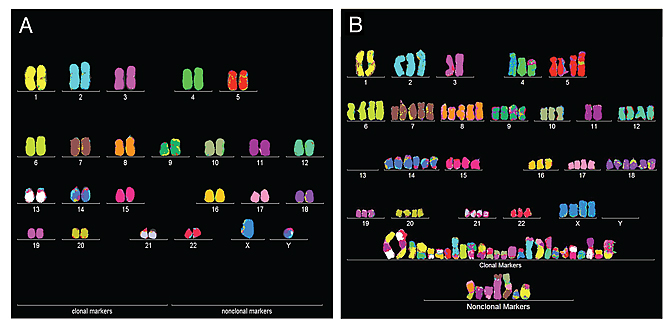 A
1 2 3 4 5
6 7 8 9 10 11 12
13 14 15 16 17 18
19 20 21 22 X Y
clonal markers nonclonal markers
B
1 2 3 4 5
6 7 8 9 10 11 12
13 14 15 16 17 18
19 20 21 22 X Y
Clonal Markers
Nonclonal Markers